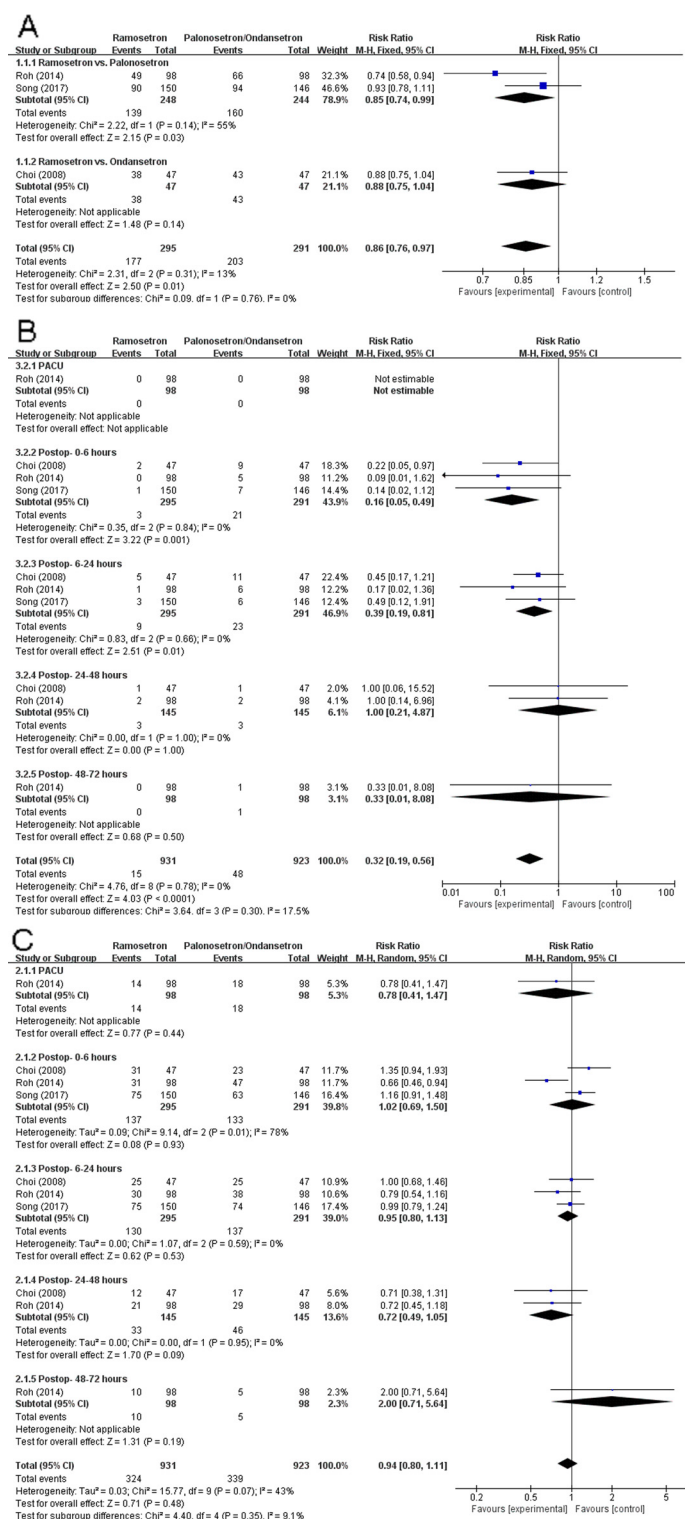 A
Ramosetron Palonosetron/Ondansetron Risk Ratio Risk Ratio
Study or Subgroup Events Total Events Total Weight M-H, Fixed, 95% CI M-H, Fixed, 95% CI
1.1.1 Ramosetron vs. Palonosetron
Roh (2014) 49 98 66 98 32.3% 0.74 [0.58, 0.94]
Song (2017) 90 150 94 146 46.6% 0.93 [0.78, 1.11]
Subtotal (95% CI) 248 244 78.9% 0.85 [0.74, 0.99]
Total events 139 160
Heterogeneity: Chi² = 2.22, df = 1 (P = 0.14); I² = 55%
Test for overall effect: Z = 2.15 (P = 0.03)
1.1.2 Ramosetron vs. Ondansetron
Choi (2008) 38 47 43 47 21.1% 0.88 [0.75, 1.04]
Subtotal (95% CI) 47 47 21.1% 0.88 [0.75, 1.04]
Total events 38 43
Heterogeneity: Not applicable
Test for overall effect: Z = 1.48 (P = 0.14)
Total (95% CI) 295 291 100.0% 0.86 [0.76, 0.97]
Total events 177 203
Heterogeneity: Chi² = 2.31, df = 2 (P = 0.31); I² = 13%
Test for overall effect: Z = 2.50 (P = 0.01)
Test for subgroup differences: Chi² = 0.09. df = 1 (P = 0.76). I² = 0%
0.7 0.85 1 1.2 1.5
Favours [experimental] Favours [control]
B
Ramosetron Palonosetron/Ondansetron Risk Ratio Risk Ratio
Study or Subgroup Events Total Events Total Weight M-H, Fixed, 95% CI M-H, Fixed, 95% CI
3.2.1 PACU
Roh (2014) 0 98 0 98 Not estimable
Subtotal (95% CI) 98 98 Not estimable
Total events 0 0
Heterogeneity: Not applicable
Test for overall effect: Not applicable
3.2.2 Postop- 0-6 hours
Choi (2008) 2 47 9 47 18.3% 0.22 [0.05, 0.97]
Roh (2014) 0 98 5 98 11.2% 0.09 [0.01, 1.62]
Song (2017) 1 150 7 146 14.4% 0.14 [0.02, 1.12]
Subtotal (95% CI) 295 291 43.9% 0.16 [0.05, 0.49]
Total events 3 21
Heterogeneity: Chi² = 0.35, df = 2 (P = 0.84); I² = 0%
Test for overall effect: Z = 3.22 (P = 0.001)
3.2.3 Postop- 6-24 hours
Choi (2008) 5 47 11 47 22.4% 0.45 [0.17, 1.21]
Roh (2014) 1 98 6 98 12.2% 0.17 [0.02, 1.36]
Song (2017) 3 150 6 146 12.4% 0.49 [0.12, 1.91]
Subtotal (95% CI) 295 291 46.9% 0.39 [0.19, 0.81]
Total events 9 23
Heterogeneity: Chi² = 0.83, df = 2 (P = 0.66); I² = 0%
Test for overall effect: Z = 2.51 (P = 0.01)
3.2.4 Postop- 24-48 hours
Choi (2008) 1 47 1 47 2.0% 1.00 [0.06, 15.52]
Roh (2014) 2 98 2 98 4.1% 1.00 [0.14, 6.96]
Subtotal (95% CI) 145 145 6.1% 1.00 [0.21, 4.87]
Total events 3 3
Heterogeneity: Chi² = 0.00, df = 1 (P = 1.00); I² = 0%
Test for overall effect: Z = 0.00 (P = 1.00)
3.2.5 Postop- 48-72 hours
Roh (2014) 0 98 1 98 3.1% 0.33 [0.01, 8.08]
Subtotal (95% CI) 98 98 3.1% 0.33 [0.01, 8.08]
Total events 0 1
Heterogeneity: Not applicable
Test for overall effect: Z = 0.68 (P = 0.50)
Total (95% CI) 931 923 100.0% 0.32 [0.19, 0.56]
Total events 15 48
Heterogeneity: Chi² = 4.76, df = 8 (P = 0.78); I² = 0%
Test for overall effect: Z = 4.03 (P < 0.0001)
Test for subgroup differences: Chi² = 3.64. df = 3 (P = 0.30). I² = 17.5%
0.01 0.1 1 10 100
Favours [experimental] Favours [control]
C
Ramosetron Palonosetron/Ondansetron Risk Ratio Risk Ratio
Study or Subgroup Events Total Events Total Weight M-H, Random, 95% CI M-H, Random, 95% CI
2.1.1 PACU
Roh (2014) 14 98 18 98 5.3% 0.78 [0.41, 1.47]
Subtotal (95% CI) 98 98 5.3% 0.78 [0.41, 1.47]
Total events 14 18
Heterogeneity: Not applicable
Test for overall effect: Z = 0.77 (P = 0.44)
2.1.2 Postop- 0-6 hours
Choi (2008) 31 47 23 47 11.7% 1.35 [0.94, 1.93]
Roh (2014) 31 98 47 98 11.7% 0.66 [0.46, 0.94]
Song (2017) 75 150 63 146 16.4% 1.16 [0.91, 1.48]
Subtotal (95% CI) 295 291 39.8% 1.02 [0.69, 1.50]
Total events 137 133
Heterogeneity: Tau² = 0.09; Chi² = 9.14, df = 2 (P = 0.01); I² = 78%
Test for overall effect: Z = 0.08 (P = 0.93)
2.1.3 Postop- 6-24 hours
Choi (2008) 25 47 25 47 10.9% 1.00 [0.68, 1.46]
Roh (2014) 30 98 38 98 10.6% 0.79 [0.54, 1.16]
Song (2017) 75 150 74 146 17.4% 0.99 [0.79, 1.24]
Subtotal (95% CI) 295 291 39.0% 0.95 [0.80, 1.13]
Total events 130 137
Heterogeneity: Tau² = 0.00; Chi² = 1.07, df = 2 (P = 0.59); I² = 0%
Test for overall effect: Z = 0.62 (P = 0.53)
2.1.4 Postop- 24-48 hours
Choi (2008) 12 47 17 47 5.6% 0.71 [0.38, 1.31]
Roh (2014) 21 98 29 98 8.0% 0.72 [0.45, 1.18]
Subtotal (95% CI) 145 145 13.6% 0.72 [0.49, 1.05]
Total events 33 46
Heterogeneity: Tau² = 0.00; Chi² = 0.00, df = 1 (P = 0.95); I² = 0%
Test for overall effect: Z = 1.70 (P = 0.09)
2.1.5 Postop- 48-72 hours
Roh (2014) 10 98 5 98 2.3% 2.00 [0.71, 5.64]
Subtotal (95% CI) 98 98 2.3% 2.00 [0.71, 5.64]
Total events 10 5
Heterogeneity: Not applicable
Test for overall effect: Z = 1.31 (P = 0.19)
Total (95% CI) 931 923 100.0% 0.94 [0.80, 1.11]
Total events 324 339
Heterogeneity: Tau² = 0.03; Chi² = 15.77, df = 9 (P = 0.07); I² = 43%
Test for overall effect: Z = 0.71 (P = 0.48)
Test for subgroup differences: Chi² = 4.40. df = 4 (P = 0.35). I² = 9.1%
0.2 0.5 1 2 5
Favours [experimental] Favours [control]